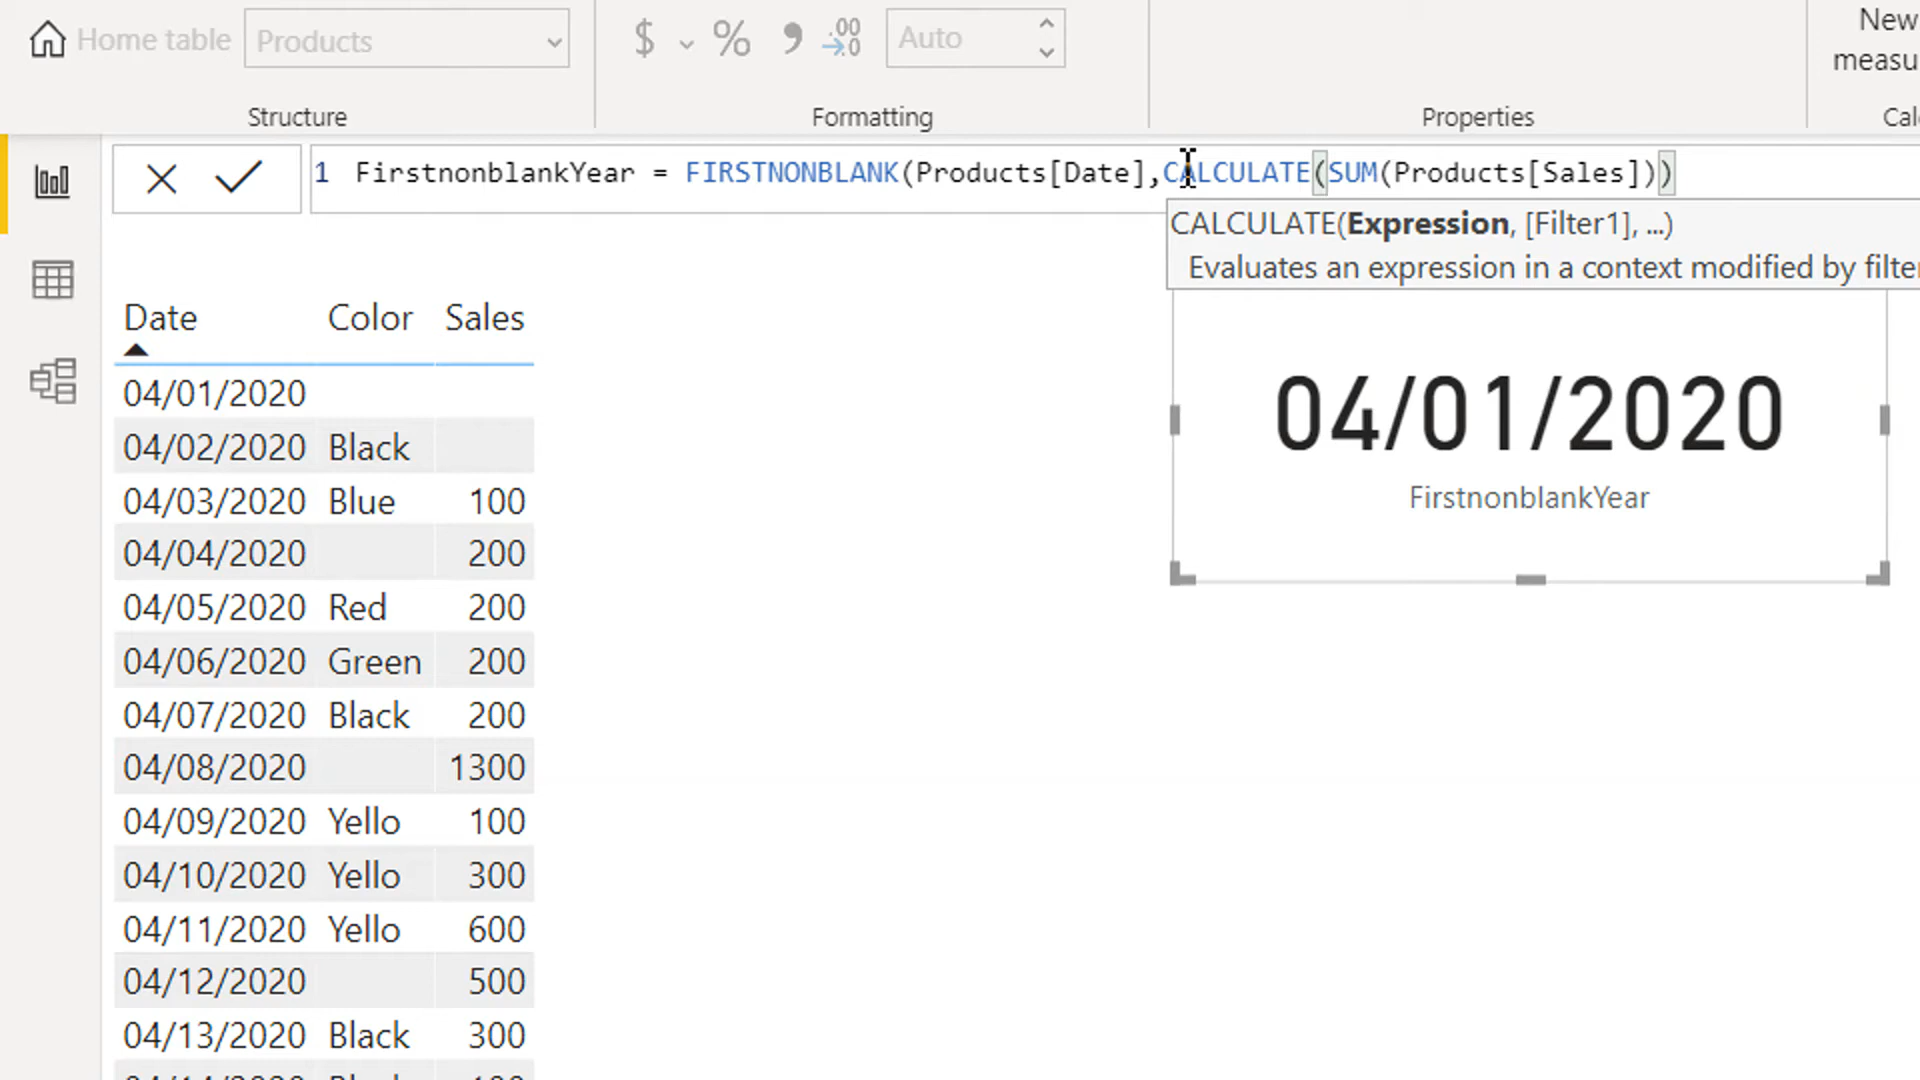 Home table Products $ % , .00 →.0 Auto New
measu
Structure Formatting Properties Cal
1 FirstnonblankYear = FIRSTNONBLANK(Products[Date],CALCULATE(SUM(Products[Sales]))
CALCULATE(Expression, [Filter1], ...)
Evaluates an expression in a context modified by filte
Date Color Sales
04/01/2020
04/02/2020 Black
04/03/2020 Blue 100
04/04/2020 200
04/05/2020 Red 200
04/06/2020 Green 200
04/07/2020 Black 200
04/08/2020 1300
04/09/2020 Yello 100
04/10/2020 Yello 300
04/11/2020 Yello 600
04/12/2020 500
04/13/2020 Black 300
04/01/2020
FirstnonblankYear